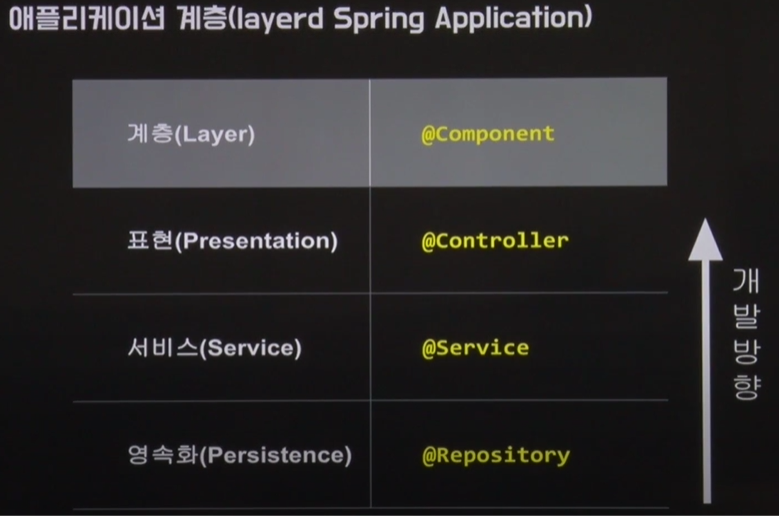 애플리케이션 계층(layerd Spring Application)
계층(Layer) @Component
표현(Presentation) @Controller
서비스(Service) @Service
영속화(Persistence) @Repository
개발방향